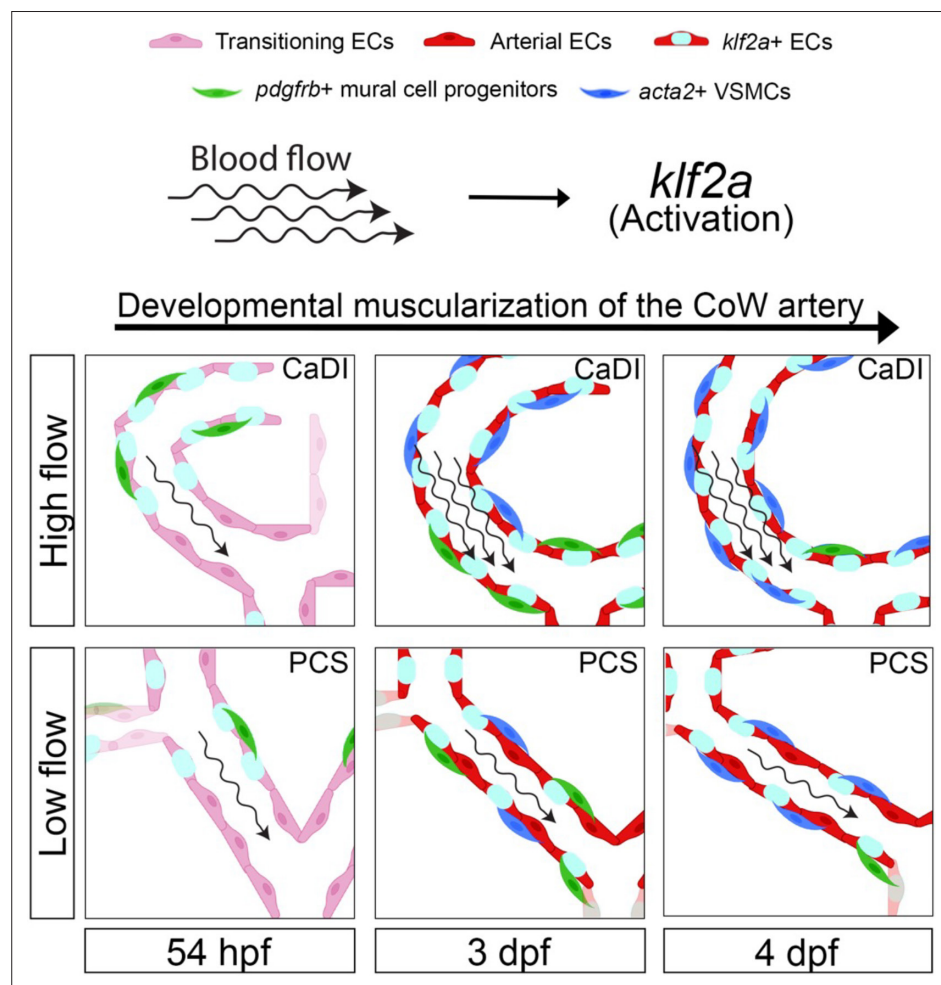 Transitioning ECs
Arterial ECs
klf2a+ ECs
pdgfrb+ mural cell progenitors
acta2+ VSMCs
Blood flow
klf2a
(Activation)
Developmental muscularization of the CoW artery
High flow
CaDI
CaDI
CaDI
Low flow
PCS
PCS
PCS
54 hpf
3 dpf
4 dpf